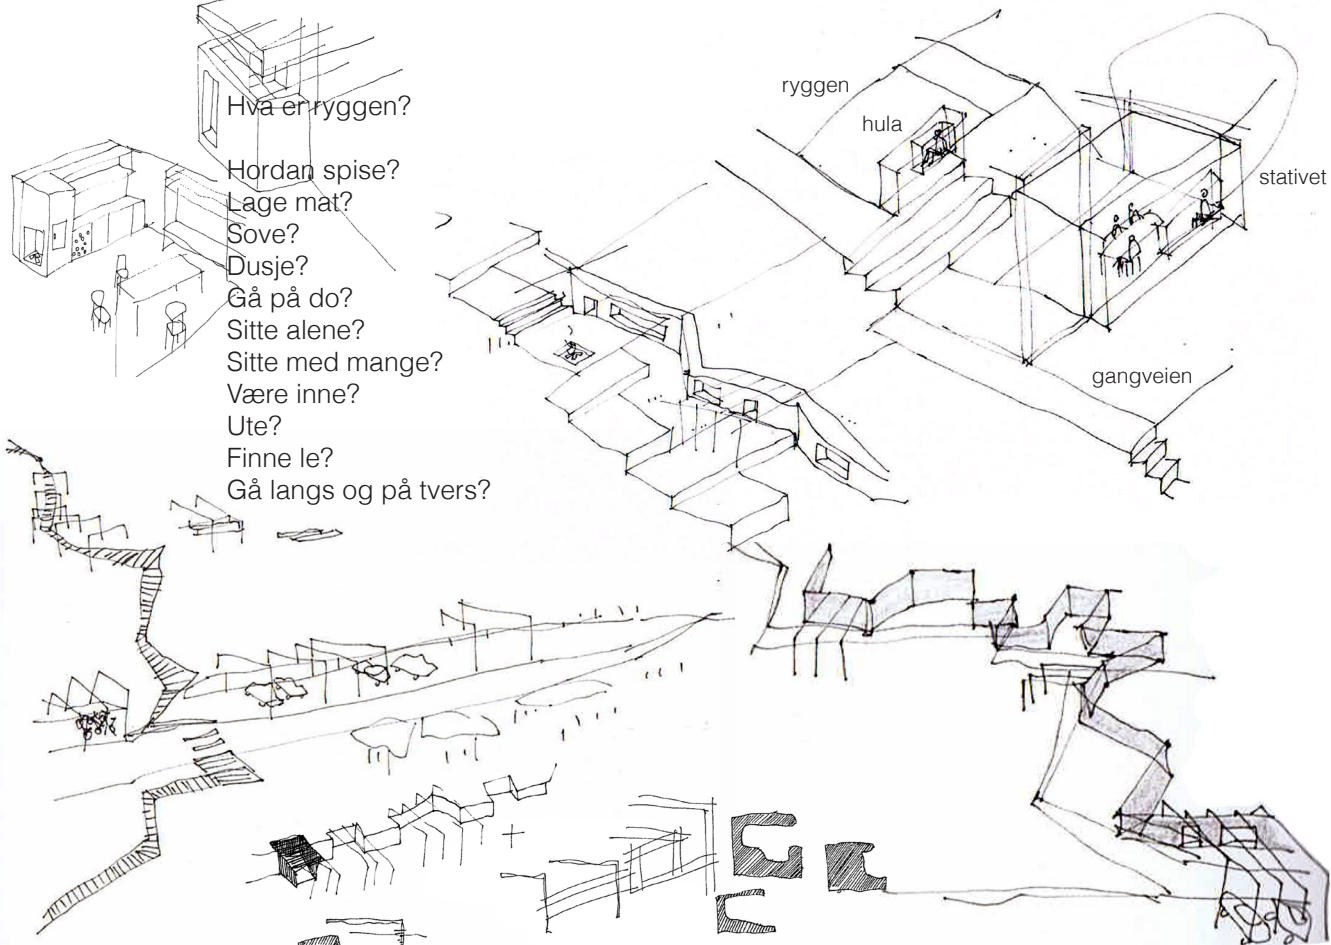 Hva er ryggen?
Hordan spise?
Lage mat?
Sove?
Dusje?
Gå på do?
Sitte alene?
Sitte med mange?
Være inne?
Ute?
Finne le?
Gå langs og på tvers?
ryggen
hula
stativet
gangveien